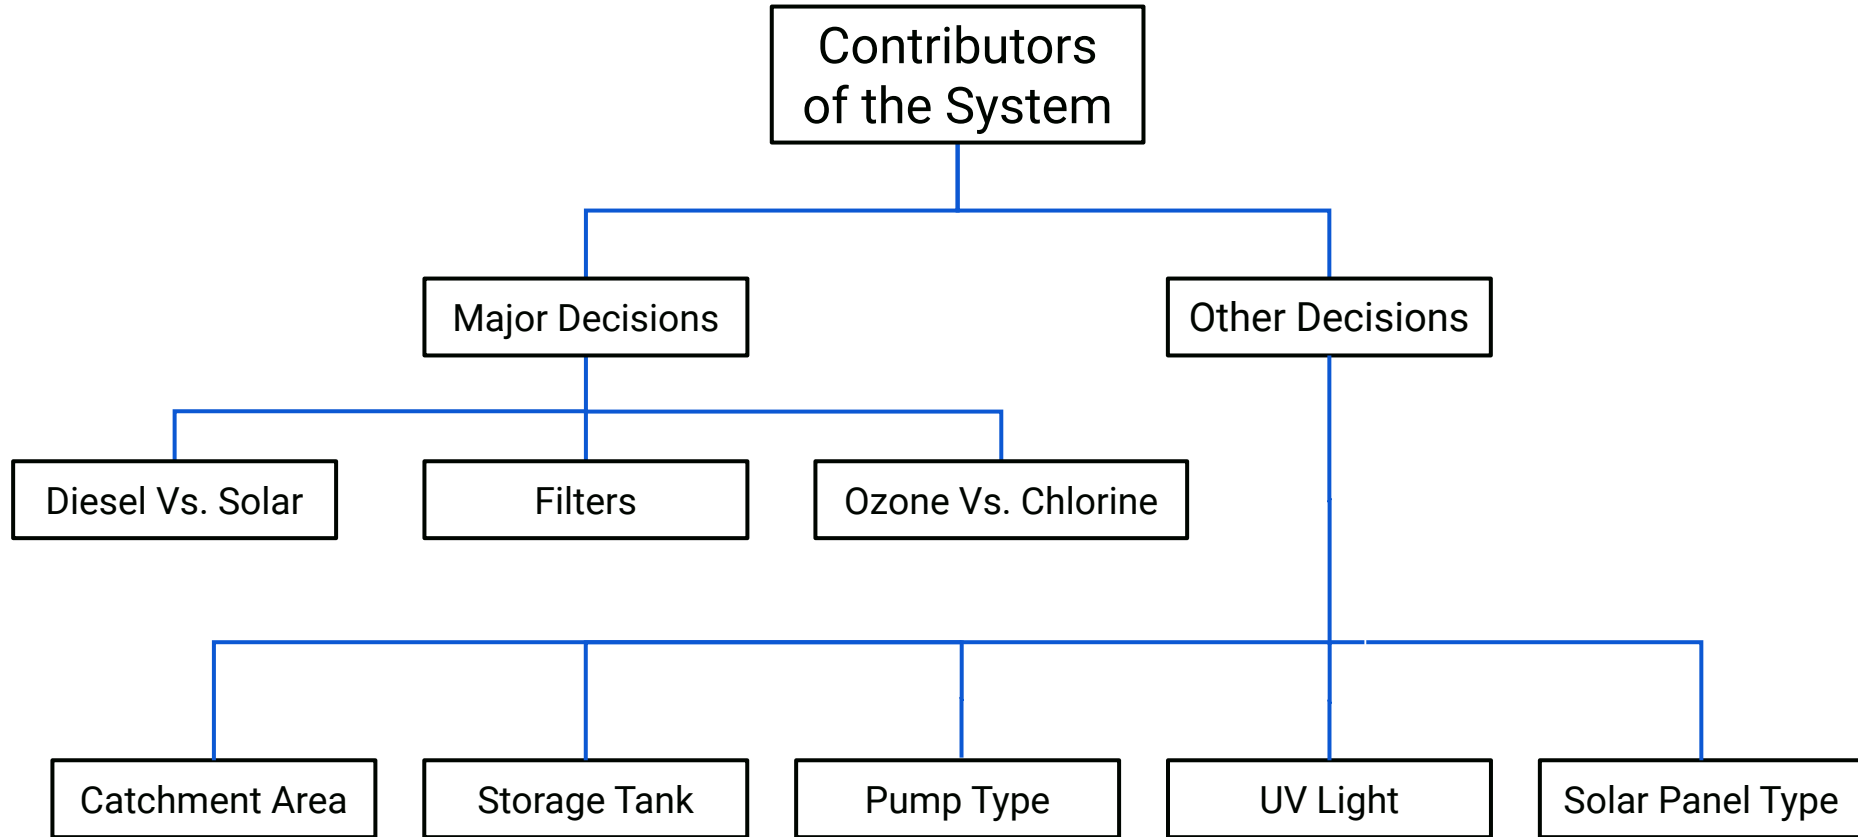 Contributors
of the System
Major Decisions
Other Decisions
Diesel Vs. Solar
Filters
Ozone Vs. Chlorine
Catchment Area
Storage Tank
Pump Type
UV Light
Solar Panel Type